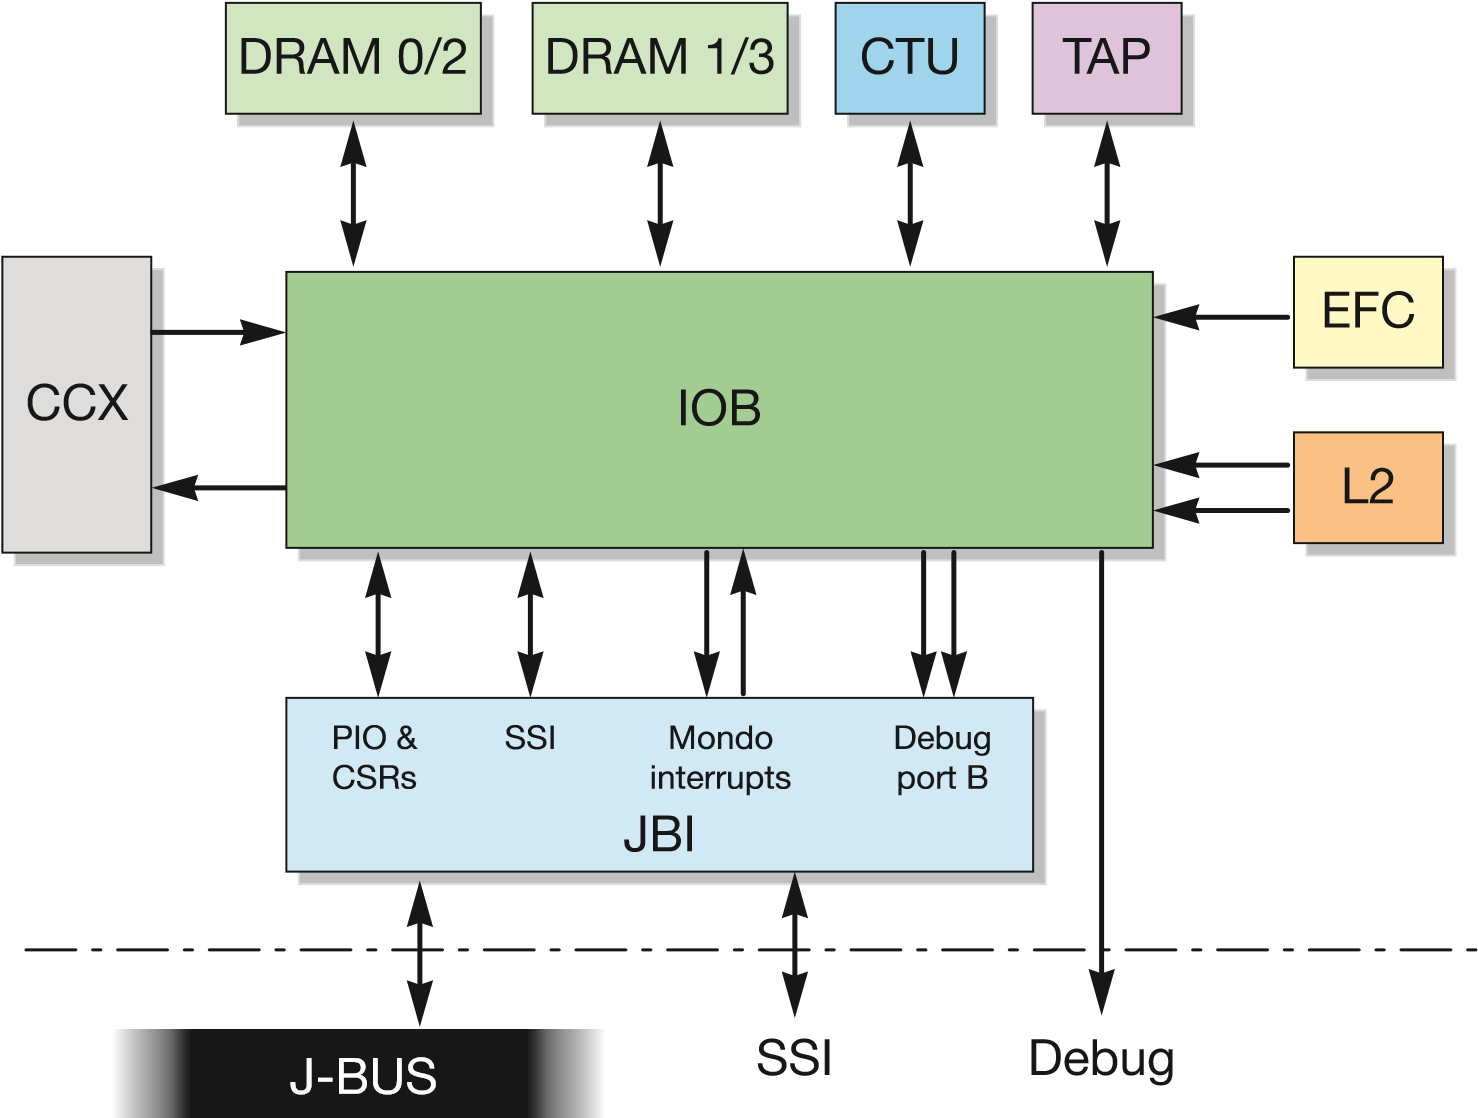 DRAM 0/2
DRAM 1/3
CTU
TAP
CCX
IOB
EFC
L2
PIO &
CSRs
SSI
Mondo
interrupts
Debug
port B
JBI
J-BUS
SSI
Debug